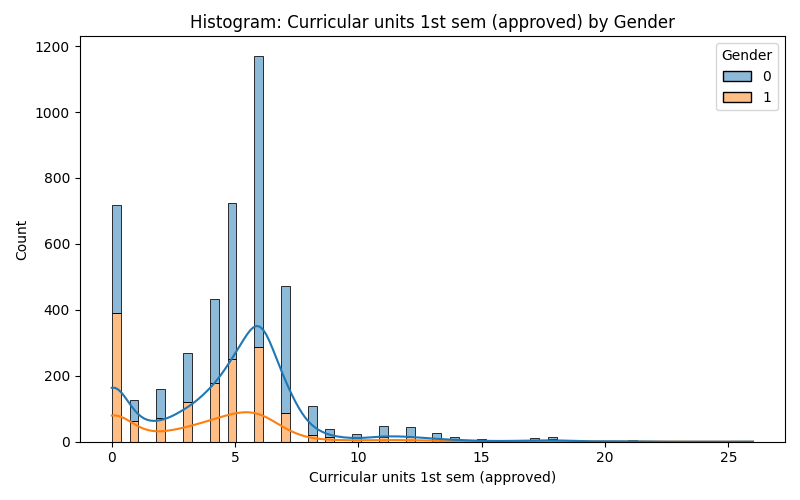 Histogram: Curricular units 1st sem (approved) by Gender
Gender
0
1
1200
1000
800
600
400
200
0
Count
0 5 10 15 20 25
Curricular units 1st sem (approved)